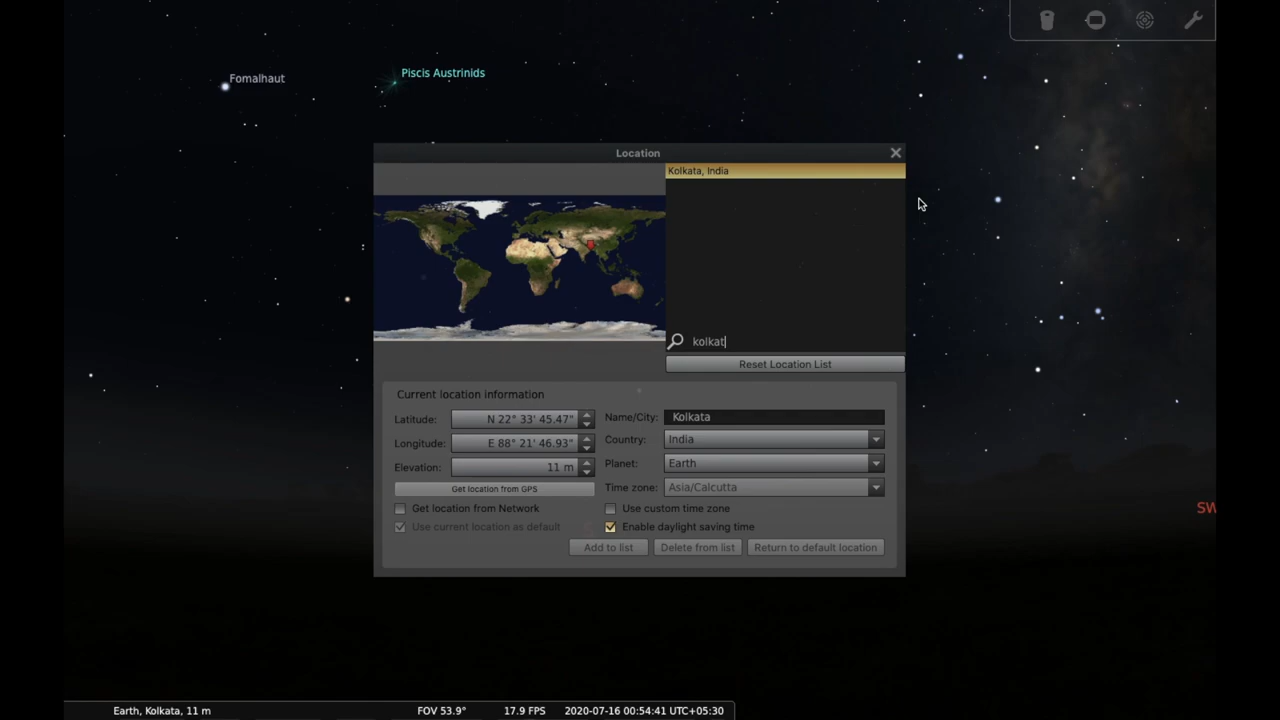 Fomalhaut
Piscis Austrinids
Location
Kolkata, India
kolkat
Reset Location List
Current location information
Latitude: N 22° 33' 45.47"
Longitude: E 88° 21' 46.93"
Elevation: 11 m
Get location from GPS
Get location from Network
Use current location as default
Name/City: Kolkata
Country: India
Planet: Earth
Time zone: Asia/Calcutta
Use custom time zone
Enable daylight saving time
Add to list Delete from list Return to default location
SW
Earth, Kolkata, 11 m FOV 53.9° 17.9 FPS 2020-07-16 00:54:41 UTC+05:30